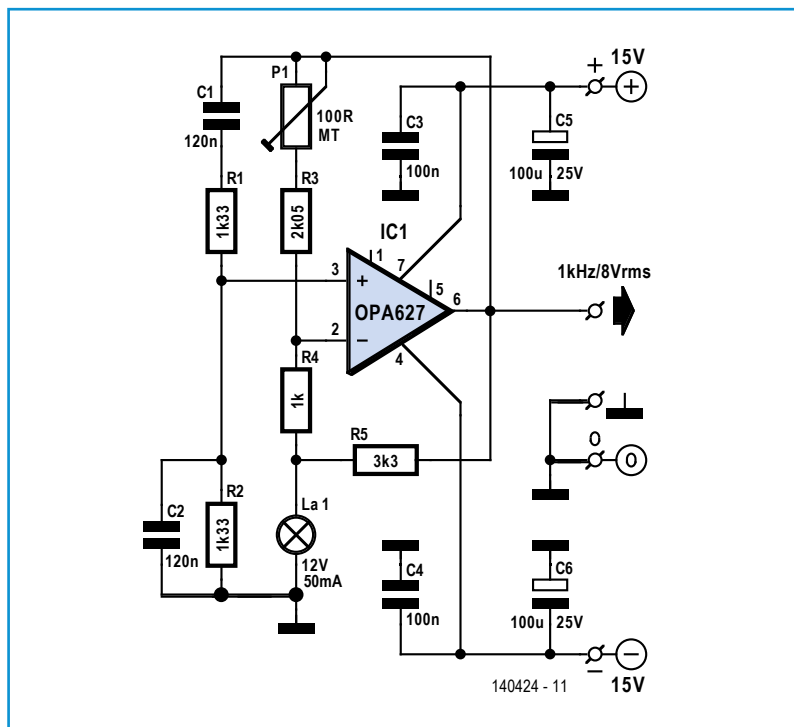 15V
+
+
P1
C1
100R
MT
120n
C3
100n
C5
100u 25V
R1
1k33
R3
2k05
IC1
1
7
5
3
+
6
1kHz/8Vrms
OPA627
2
−
4
R4
1k
R5
3k3
0
0
C2
120n
R2
1k33
La 1
12V
50mA
C4
100n
C6
100u 25V
−
−
15V
140424 - 11